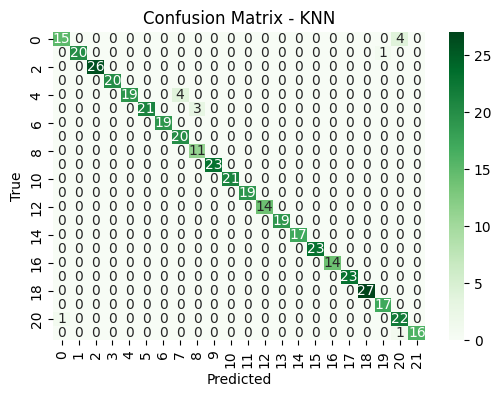 Confusion Matrix - KNN
0 15 0 0 0 0 0 0 0 0 0 0 0 0 0 0 0 0 0 0 0 4 0
0 20 0 0 0 0 0 0 0 0 0 0 0 0 0 0 0 0 0 1 0 0
2 0 0 26 0 0 0 0 0 0 0 0 0 0 0 0 0 0 0 0 0 0 0
0 0 0 20 0 0 0 0 0 0 0 0 0 0 0 0 0 0 0 0 0 0
4 0 0 0 0 19 0 0 4 0 0 0 0 0 0 0 0 0 0 0 0 0 0
0 0 0 0 0 21 0 0 3 0 0 0 0 0 0 0 0 0 0 0 0 0
6 0 0 0 0 0 0 19 0 0 0 0 0 0 0 0 0 0 0 0 0 0 0
0 0 0 0 0 0 0 20 0 0 0 0 0 0 0 0 0 0 0 0 0 0
8 0 0 0 0 0 0 0 0 11 0 0 0 0 0 0 0 0 0 0 0 0 0
0 0 0 0 0 0 0 0 0 23 0 0 0 0 0 0 0 0 0 0 0 0
10 0 0 0 0 0 0 0 0 0 0 21 0 0 0 0 0 0 0 0 0 0 0
0 0 0 0 0 0 0 0 0 0 0 19 0 0 0 0 0 0 0 0 0 0
12 0 0 0 0 0 0 0 0 0 0 0 0 14 0 0 0 0 0 0 0 0 0
0 0 0 0 0 0 0 0 0 0 0 0 0 19 0 0 0 0 0 0 0 0
14 0 0 0 0 0 0 0 0 0 0 0 0 0 0 17 0 0 0 0 0 0 0
0 0 0 0 0 0 0 0 0 0 0 0 0 0 0 23 0 0 0 0 0 0
16 0 0 0 0 0 0 0 0 0 0 0 0 0 0 0 0 14 0 0 0 0 0
0 0 0 0 0 0 0 0 0 0 0 0 0 0 0 0 0 23 0 0 0 0
18 0 0 0 0 0 0 0 0 0 0 0 0 0 0 0 0 0 0 27 0 0 0
0 0 0 0 0 0 0 0 0 0 0 0 0 0 0 0 0 0 0 17 0 0
20 1 0 0 0 0 0 0 0 0 0 0 0 0 0 0 0 0 0 0 0 22 0
0 0 0 0 0 0 0 0 0 0 0 0 0 0 0 0 0 0 0 0 1 16
0 1 2 3 4 5 6 7 8 9 10 11 12 13 14 15 16 17 18 19 20 21
Predicted
True
25
20
15
10
5
0